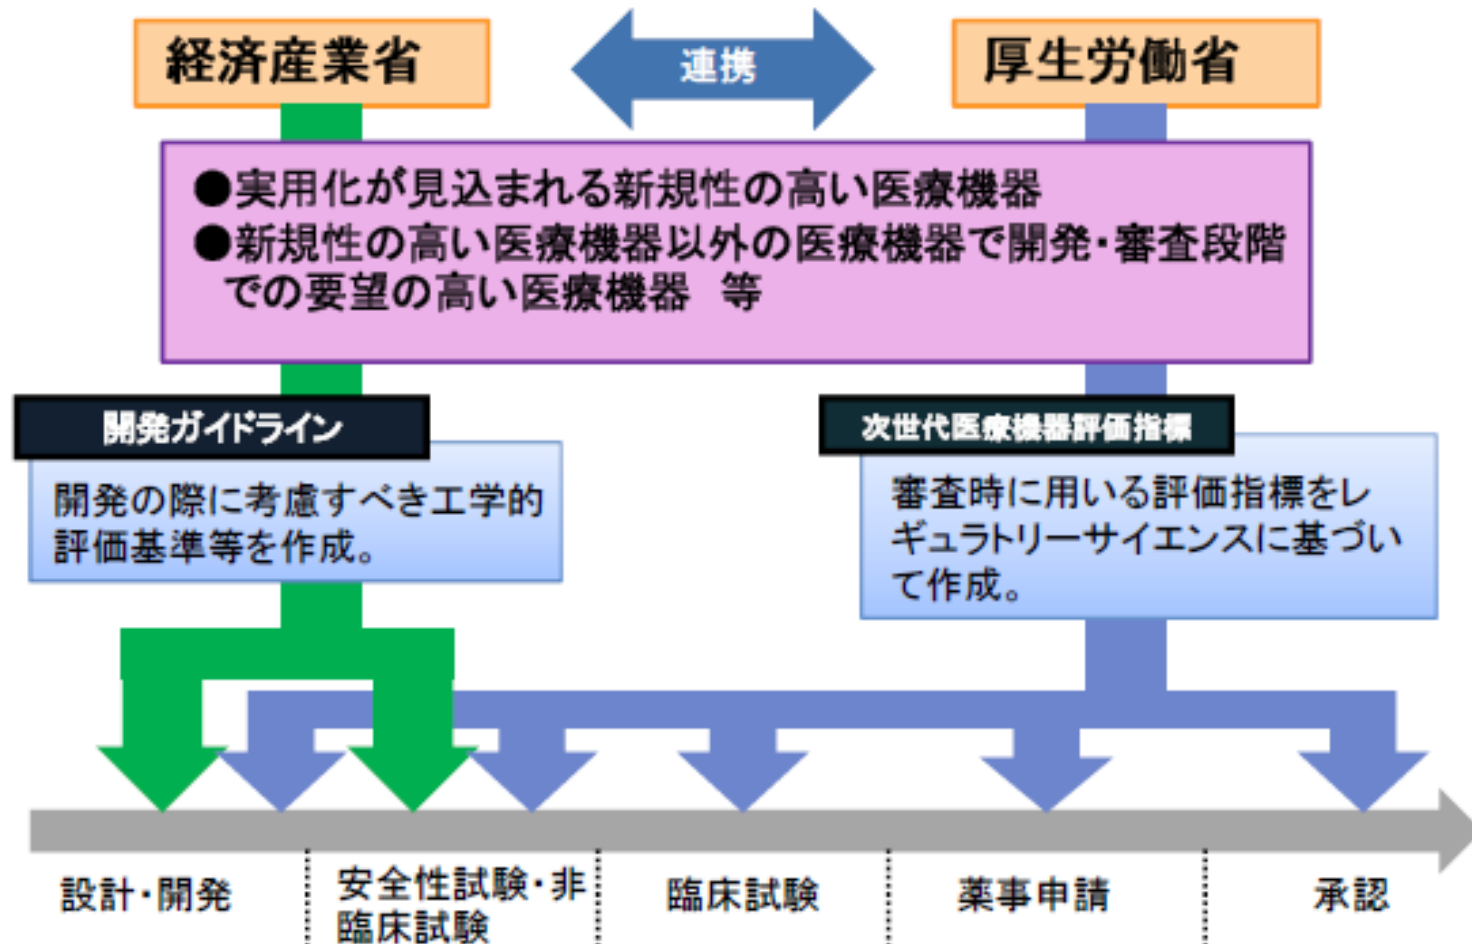 経済産業省
連携
厚生労働省
●実用化が見込まれる新規性の高い医療機器
●新規性の高い医療機器以外の医療機器で開発・審査段階
での要望の高い医療機器　等
開発ガイドライン
開発の際に考慮すべき工学的
評価基準等を作成。
次世代医療機器評価指標
審査時に用いる評価指標をレ
ギュラトリーサイエンスに基づい
て作成。
設計・開発
安全性試験・非
臨床試験
臨床試験
薬事申請
承認